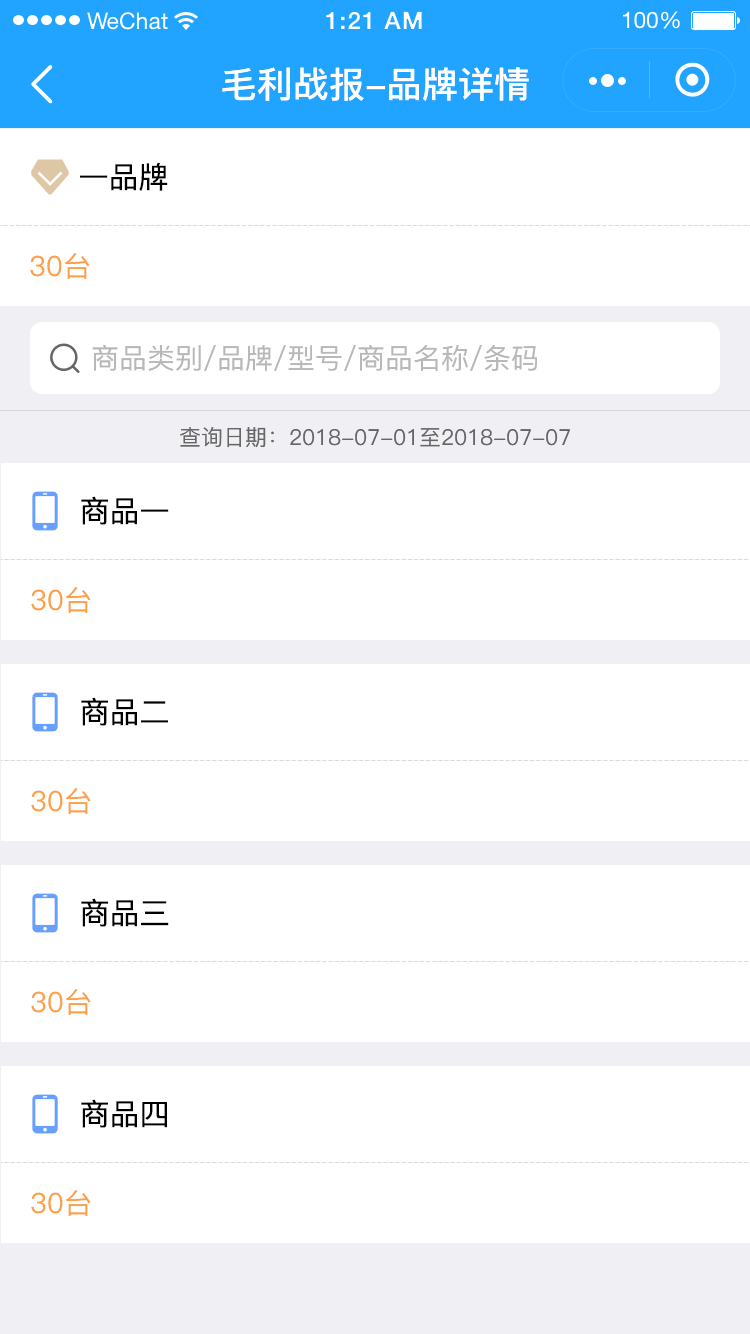 WeChat 1:21 AM 100%
毛利战报–品牌详情
一品牌
30台
商品类别/品牌/型号/商品名称/条码
查询日期：2018–07–01至2018–07–07
商品一
30台
商品二
30台
商品三
30台
商品四
30台